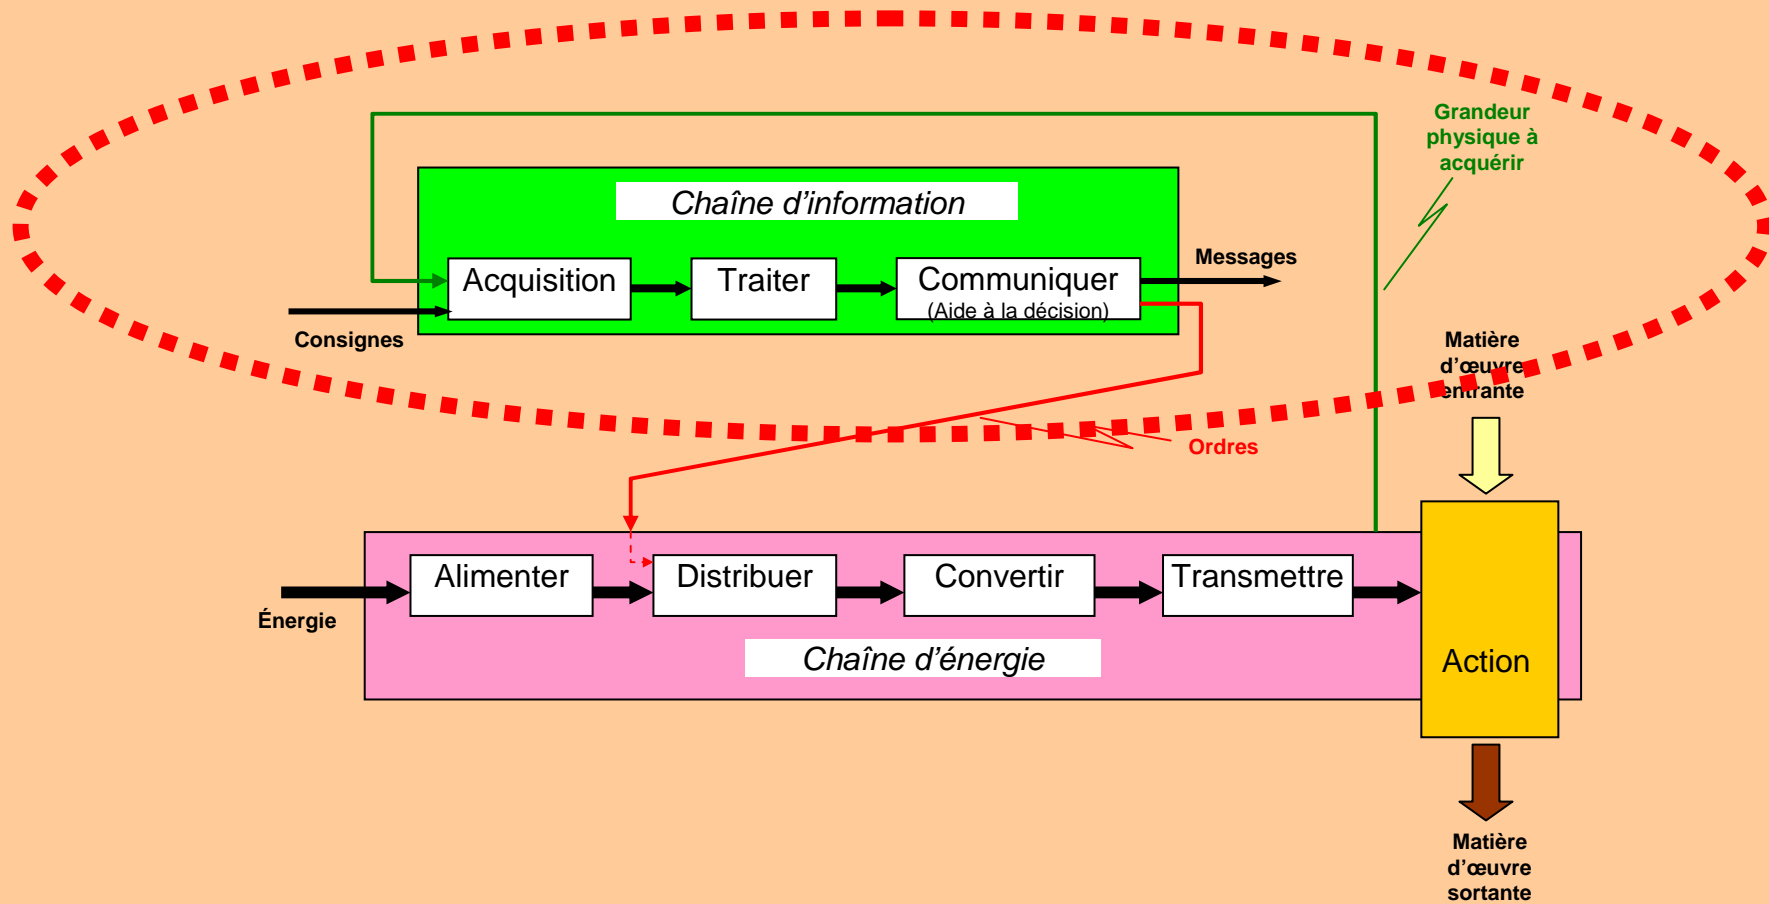 Grandeur
physique à
acquérir
Chaîne d'information
Acquisition
Traiter
Communiquer
(Aide à la décision)
Messages
Consignes
Matière
d'œuvre
entrante
Ordres
Alimenter
Distribuer
Convertir
Transmettre
Énergie
Chaîne d'énergie
Action
Matière
d'œuvre
sortante